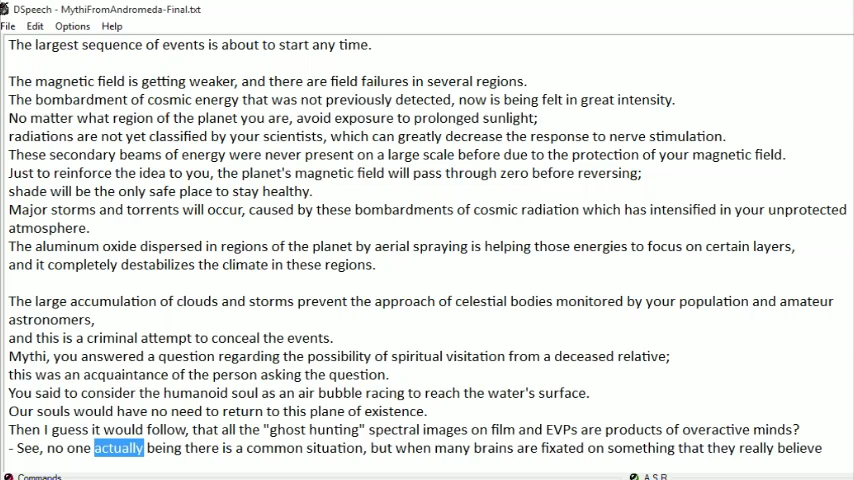 DSpeech - MythiFromAndromeda-Final.txt
File Edit Options Help
The largest sequence of events is about to start any time.
The magnetic field is getting weaker, and there are field failures in several regions.
The bombardment of cosmic energy that was not previously detected, now is being felt in great intensity.
No matter what region of the planet you are, avoid exposure to prolonged sunlight;
radiations are not yet classified by your scientists, which can greatly decrease the response to nerve stimulation.
These secondary beams of energy were never present on a large scale before due to the protection of your magnetic field.
Just to reinforce the idea to you, the planet's magnetic field will pass through zero before reversing;
shade will be the only safe place to stay healthy.
Major storms and torrents will occur, caused by these bombardments of cosmic radiation which has intensified in your unprotected
atmosphere.
The aluminum oxide dispersed in regions of the planet by aerial spraying is helping those energies to focus on certain layers,
and it completely destabilizes the climate in these regions.
The large accumulation of clouds and storms prevent the approach of celestial bodies monitored by your population and amateur
astronomers,
and this is a criminal attempt to conceal the events.
Mythi, you answered a question regarding the possibility of spiritual visitation from a deceased relative;
this was an acquaintance of the person asking the question.
You said to consider the humanoid soul as an air bubble racing to reach the water's surface.
Our souls would have no need to return to this plane of existence.
Then I guess it would follow, that all the "ghost hunting" spectral images on film and EVPs are products of overactive minds?
- See, no one actually being there is a common situation, but when many brains are fixated on something that they really believe
Commands A.S.R.